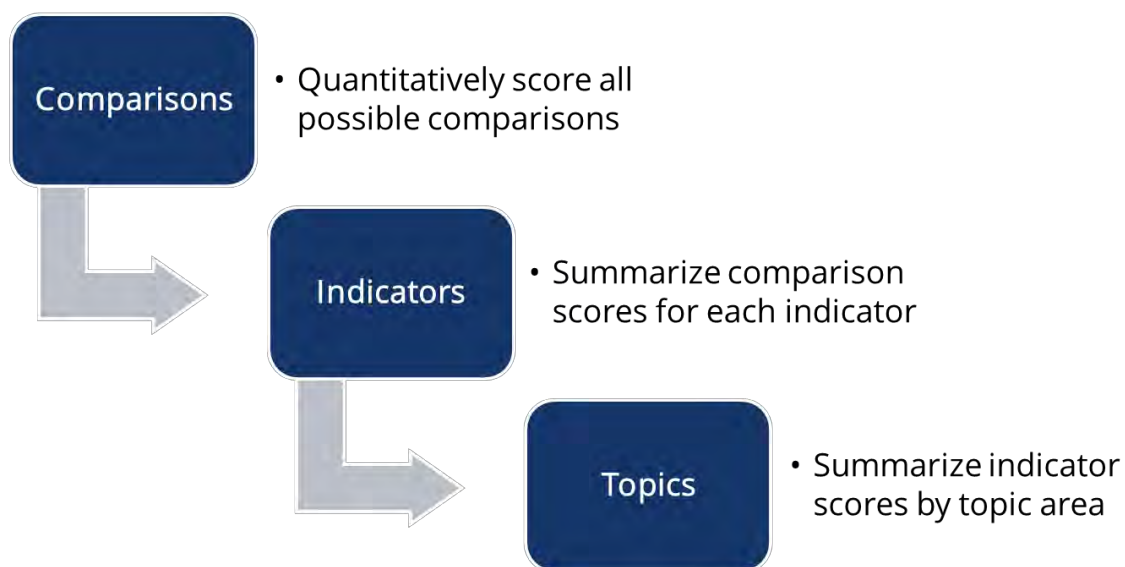 Comparisons
• Quantitatively score all
possible comparisons
Indicators
• Summarize comparison
scores for each indicator
Topics
• Summarize indicator
scores by topic area